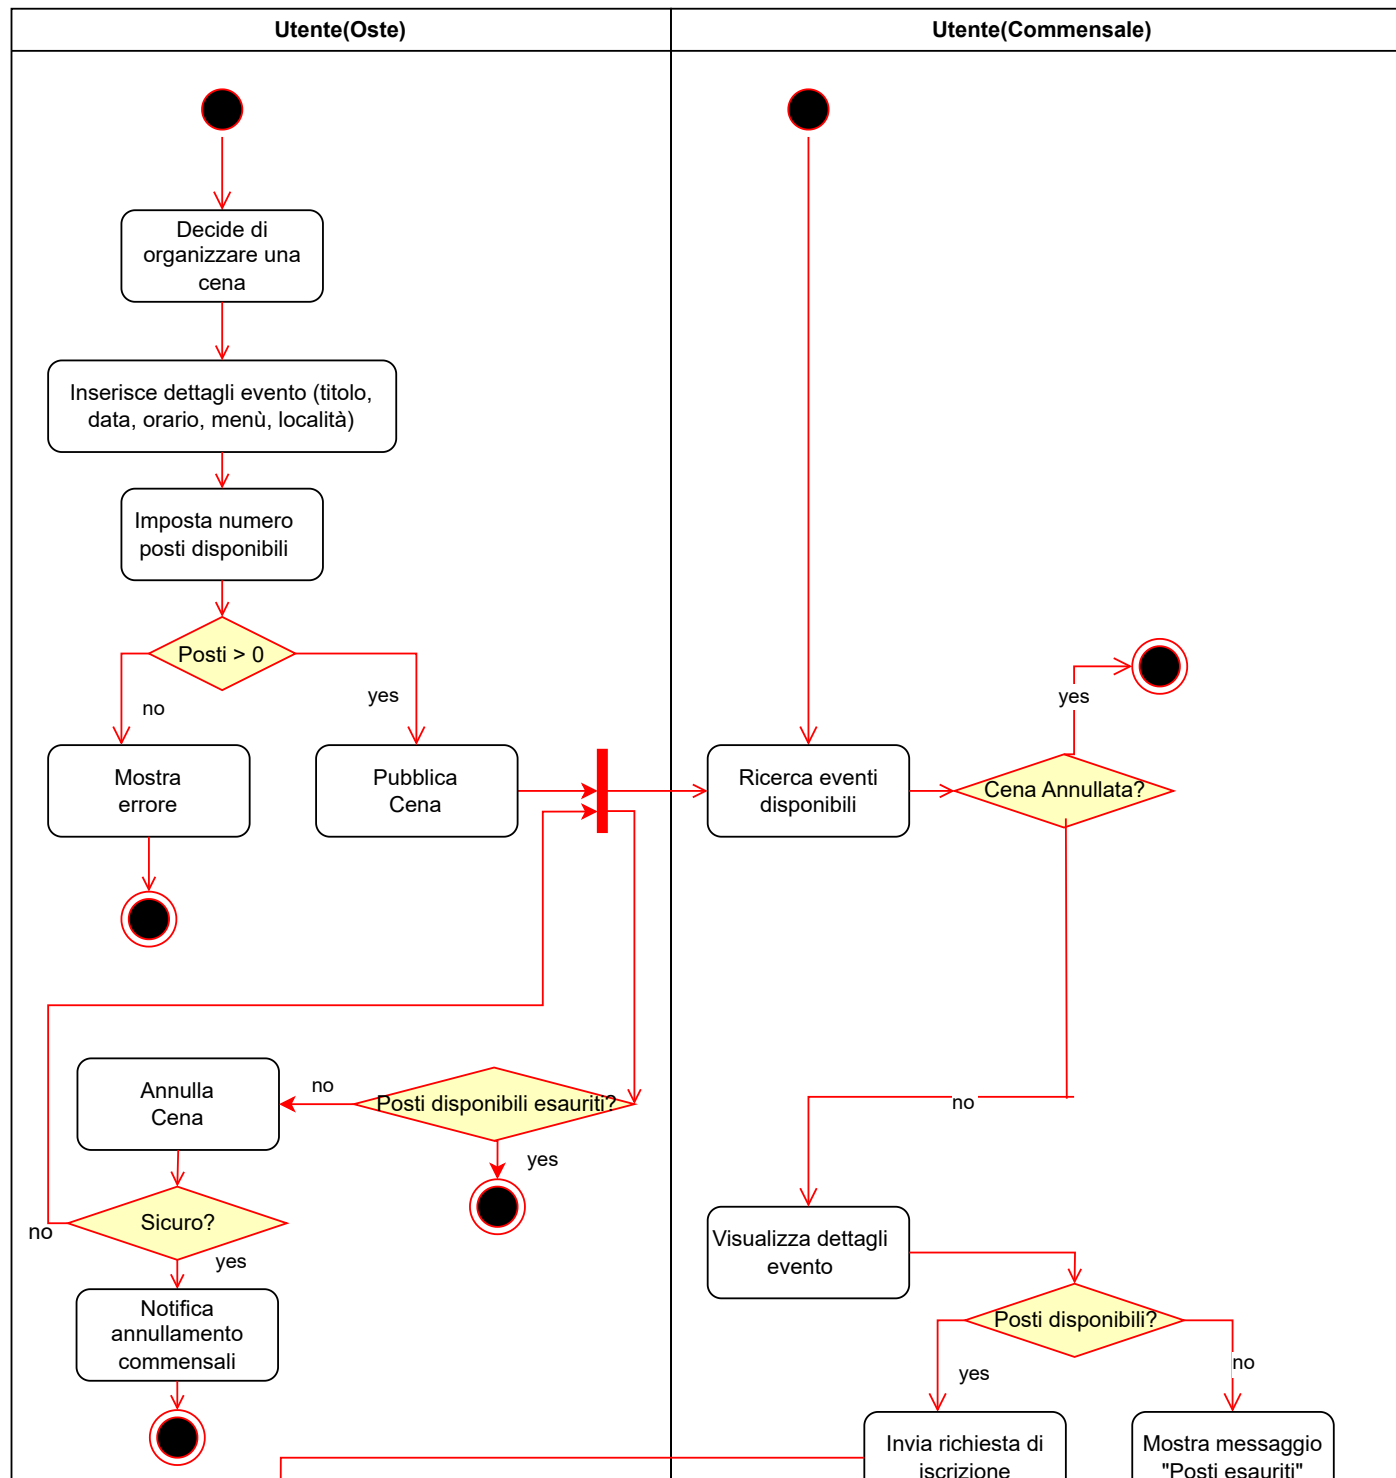 Utente(Oste)
Utente(Commensale)
Decide di
organizzare una
cena
Inserisce dettagli evento (titolo,
data, orario, menù, località)
Imposta numero
posti disponibili
Posti > 0
no
yes
Mostra
errore
Pubblica
Cena
Ricerca eventi
disponibili
Cena Annullata?
yes
no
Annulla
Cena
no
Posti disponibili esauriti?
yes
Sicuro?
no
yes
Notifica
annullamento
commensali
Visualizza dettagli
evento
Posti disponibili?
yes
no
Invia richiesta di
iscrizione
Mostra messaggio
"Posti esauriti"